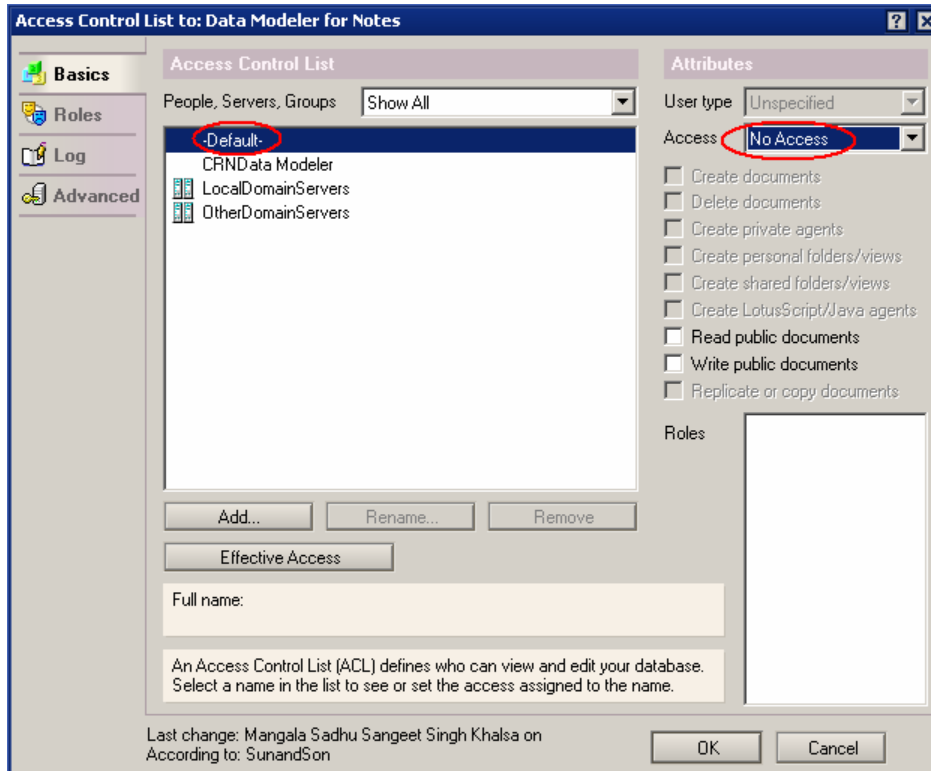 Access Control List to: Data Modeler for Notes
Basics
Roles
Log
Advanced
Access Control List
People, Servers, Groups Show All
-Default-
CRNData Modeler
LocalDomainServers
OtherDomainServers
Add... Rename... Remove
Effective Access
Full name:
An Access Control List (ACL) defines who can view and edit your database.
Select a name in the list to see or set the access assigned to the name.
Attributes
User type Unspecified
Access No Access
Create documents
Delete documents
Create private agents
Create personal folders/views
Create shared folders/views
Create LotusScript/Java agents
Read public documents
Write public documents
Replicate or copy documents
Roles
Last change: Mangala Sadhu Sangeet Singh Khalsa on
According to: SunandSon
OK Cancel